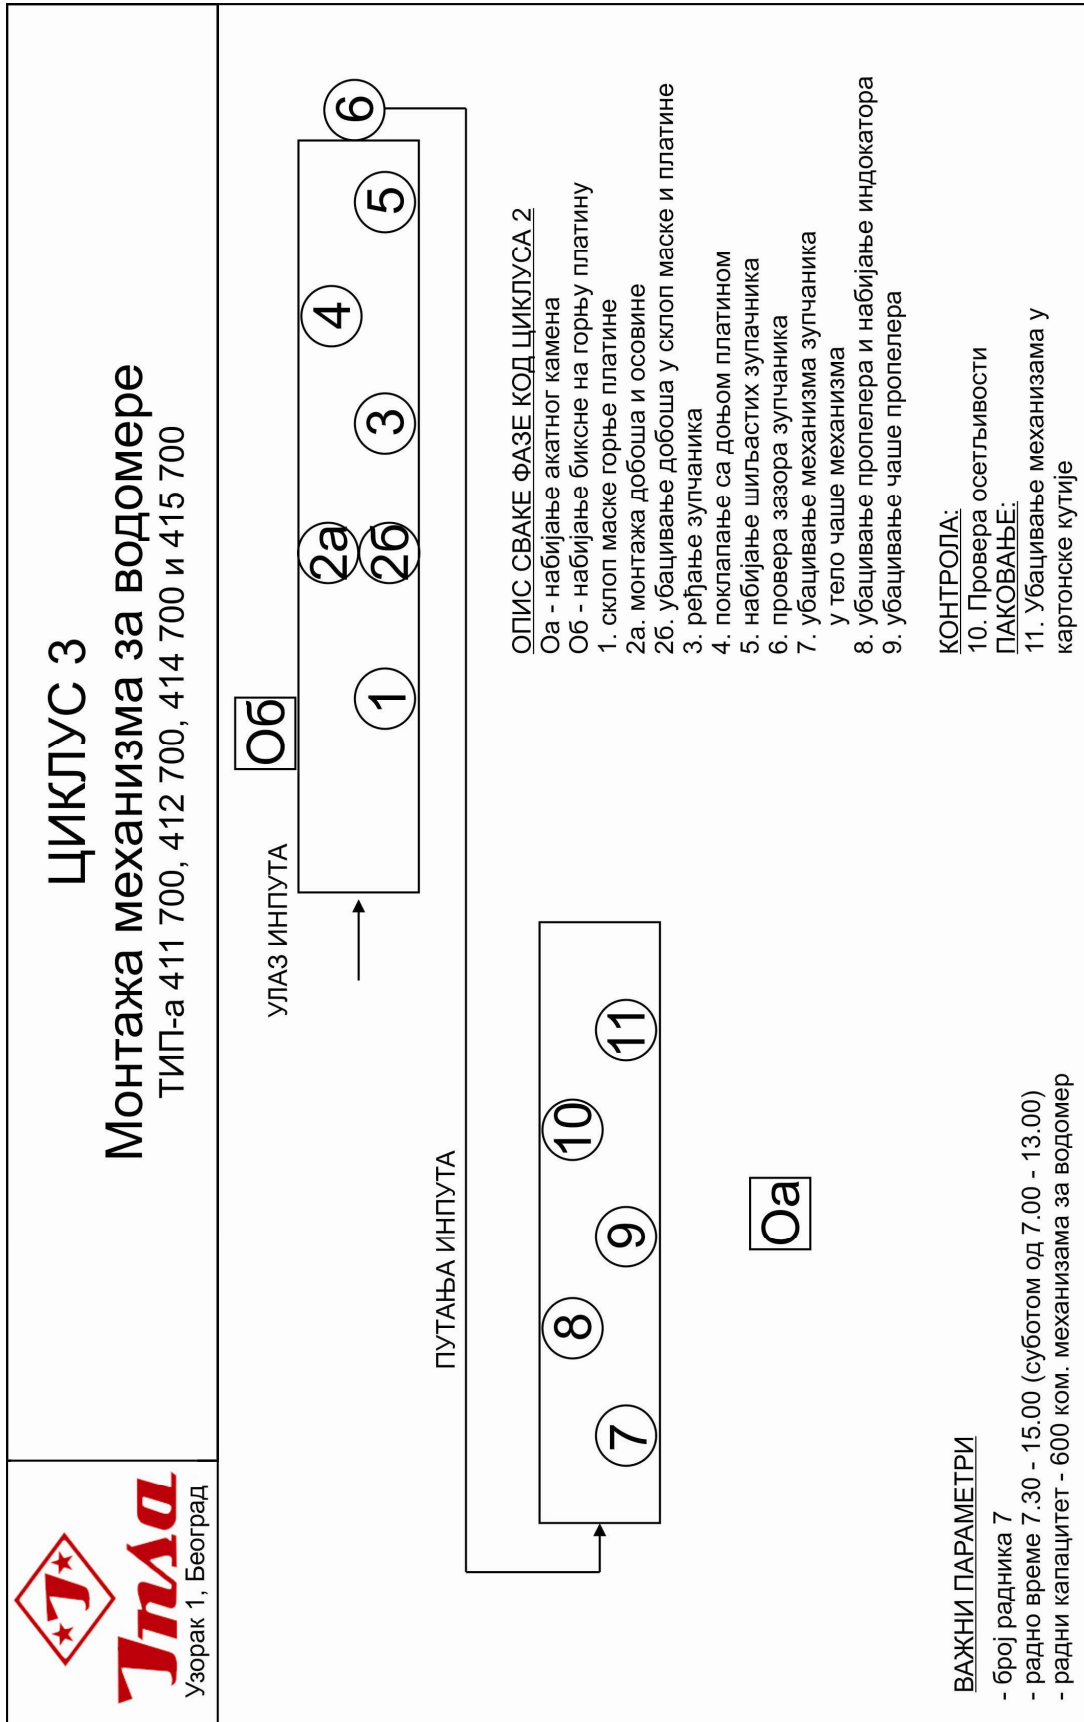 Insa
Узорак 1, Београд
ЦИКЛУС 3
Монтажа механизма за водомере
ТИП-а 411 700, 412 700, 414 700 и 415 700
УЛАЗ ИНПУТА
Об
1
2а
2б
3
4
5
6
ПУТАЊА ИНПУТА
7
8
9
10
11
Оа
ОПИС СВАКЕ ФАЗЕ КОД ЦИКЛУСА 2
Оа - набијање акатног камена
Об - набијање биксне на горњу платину
1. склоп маске горње платине
2а. монтажа добоша и осовине
2б. убацивање добоша у склоп маске и платине
3. ређање зупчаника
4. поклапање са доњом платином
5. набијање шиљастих зупачника
6. провера зазора зупчаника
7. убацивање механизма зупчаника
у тело чаше механизма
8. убацивање пропелера и набијање индокатора
9. убацивање чаше пропелера
КОНТРОЛА:
10. Провера осетљивости
ПАКОВАЊЕ:
11. Убацивање механизама у
картонске кутије
ВАЖНИ ПАРАМЕТРИ
- број радника 7
- радно време 7.30 - 15.00 (суботом од 7.00 - 13.00)
- радни капацитет - 600 ком. механизама за водомер